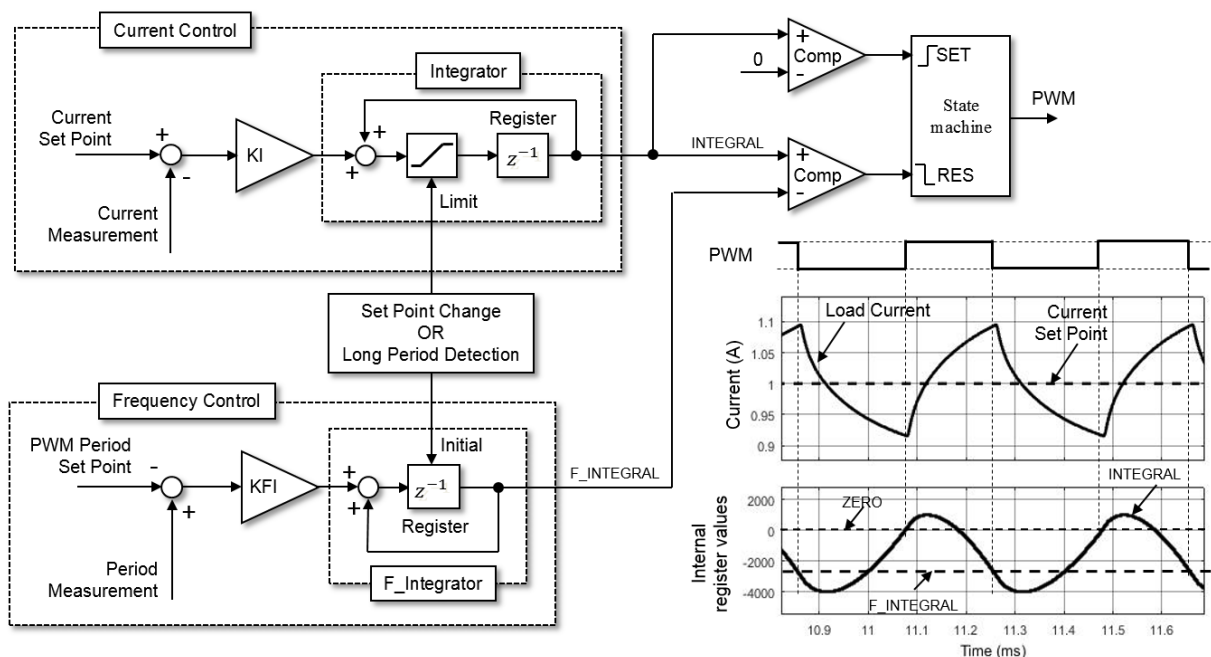 Current Control
Integrator
Current
Set Point
+
-
KI
+
+
Register
z⁻¹
Limit
Current
Measurement
INTEGRAL
0
+
Comp
-
+
Comp
-
SET
State
machine
RES
PWM
Set Point Change
OR
Long Period Detection
Frequency Control
PWM Period
Set Point
-
+
KFI
+
+
Initial
z⁻¹
Register
F_INTEGRAL
Period
Measurement
F_Integrator
PWM
Load Current
Current
Set Point
Current (A)
1.1
1.05
1
0.95
0.9
INTEGRAL
ZERO
F_INTEGRAL
Internal
register values
2000
0
-2000
-4000
10.9 11 11.1 11.2 11.3 11.4 11.5 11.6
Time (ms)